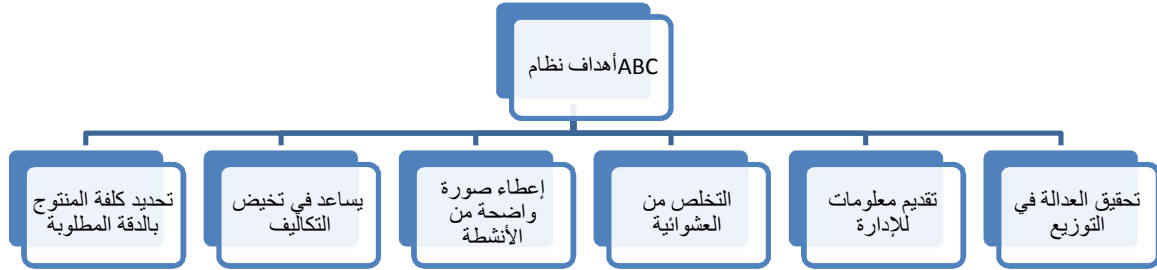 أهداف نظام ABC
تحقيق العدالة في
التوزيع
تقديم معلومات
للإدارة
التخلص من
العشوائية
إعطاء صورة
واضحة من
الأنشطة
يساعد في تخيض
التكاليف
تحديد كلفة المنتوج
بالدقة المطلوبة